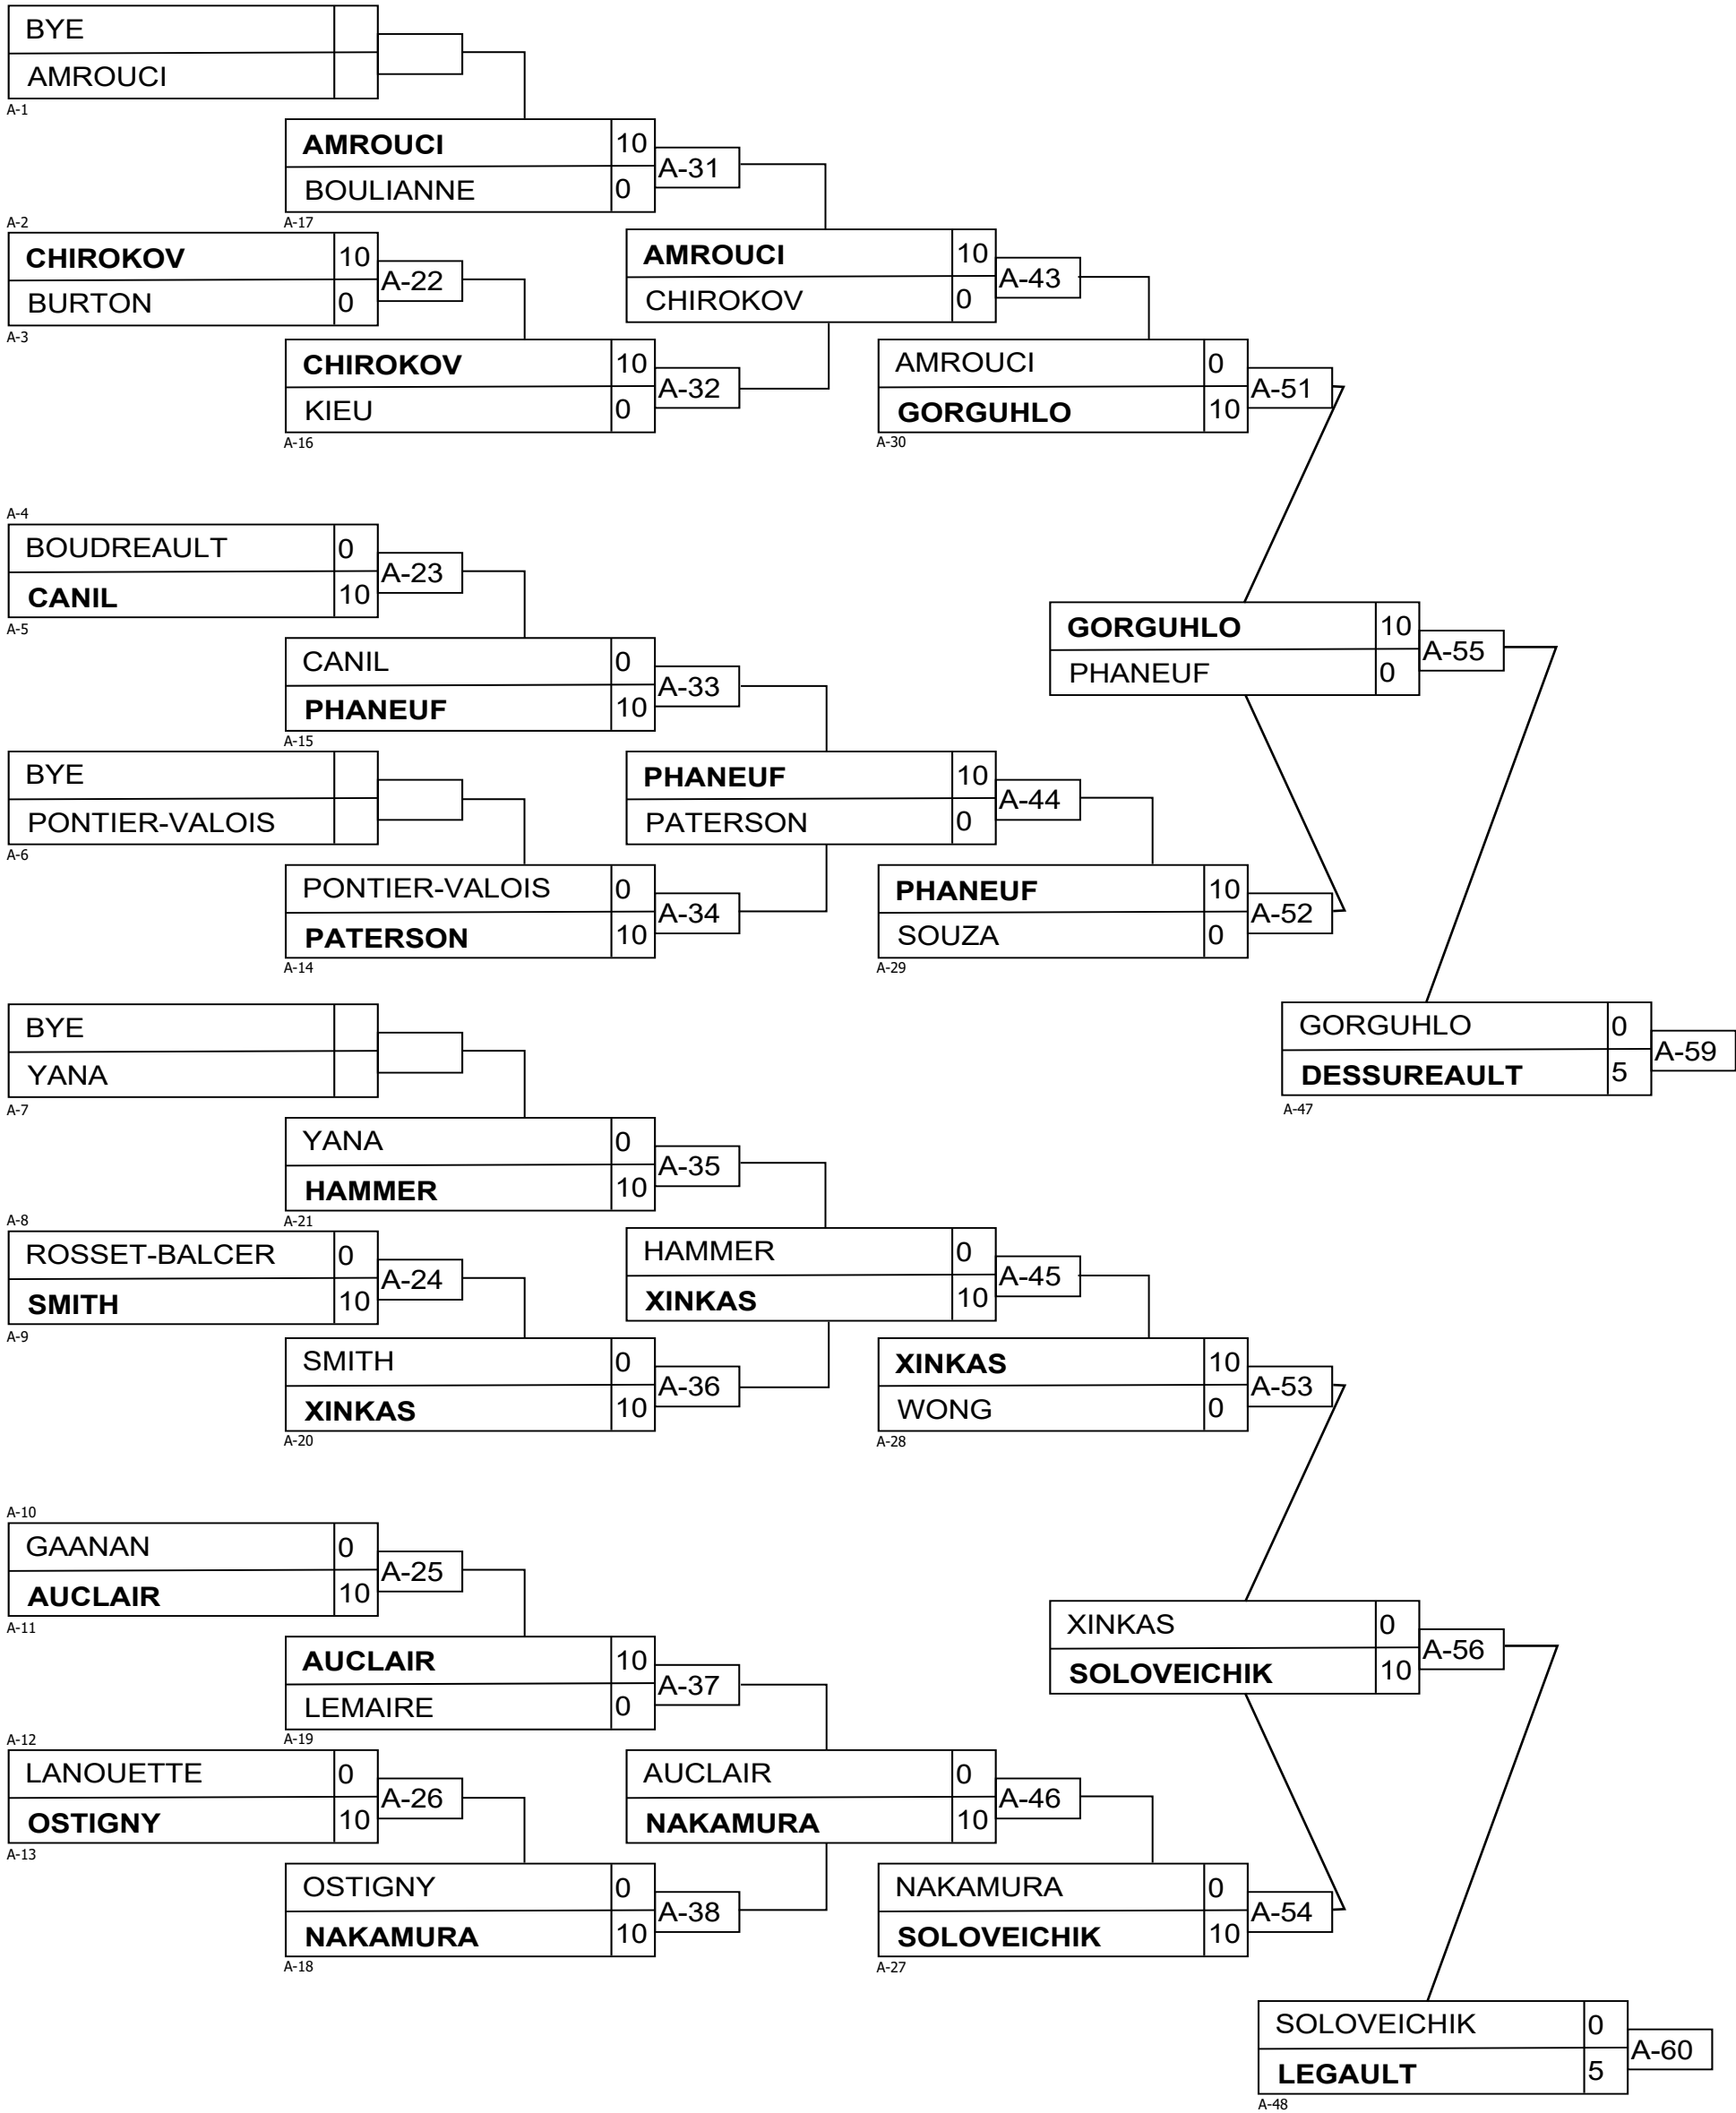 BYE
AMROUCI
A-1
AMROUCI 10
BOULIANNE 0
A-31
A-2
A-17
CHIROKOV 10
BURTON 0
A-22
A-3
AMROUCI 10
CHIROKOV 0
A-43
CHIROKOV 10
KIEU 0
A-32
A-16
AMROUCI 0
GORGUHLO 10
A-51
A-30
A-4
BOUDREAULT 0
CANIL 10
A-23
A-5
GORGUHLO 10
PHANEUF 0
A-55
CANIL 0
PHANEUF 10
A-33
A-15
BYE
PONTIER-VALOIS
A-6
PHANEUF 10
PATERSON 0
A-44
PONTIER-VALOIS 0
PATERSON 10
A-34
A-14
PHANEUF 10
SOUZA 0
A-52
A-29
BYE
YANA
A-7
GORGUHLO 0
DESSUREAULT 5
A-59
A-47
YANA 0
HAMMER 10
A-35
A-8
A-21
ROSSET-BALCER 0
SMITH 10
A-24
A-9
HAMMER 0
XINKAS 10
A-45
SMITH 0
XINKAS 10
A-36
A-20
XINKAS 10
WONG 0
A-53
A-28
A-10
GAANAN 0
AUCLAIR 10
A-25
A-11
XINKAS 0
SOLOVEICHIK 10
A-56
AUCLAIR 10
LEMAIRE 0
A-37
A-12
A-19
LANOUETTE 0
OSTIGNY 10
A-26
A-13
AUCLAIR 0
NAKAMURA 10
A-46
OSTIGNY 0
NAKAMURA 10
A-38
A-18
NAKAMURA 0
SOLOVEICHIK 10
A-54
A-27
SOLOVEICHIK 0
LEGAULT 5
A-60
A-48